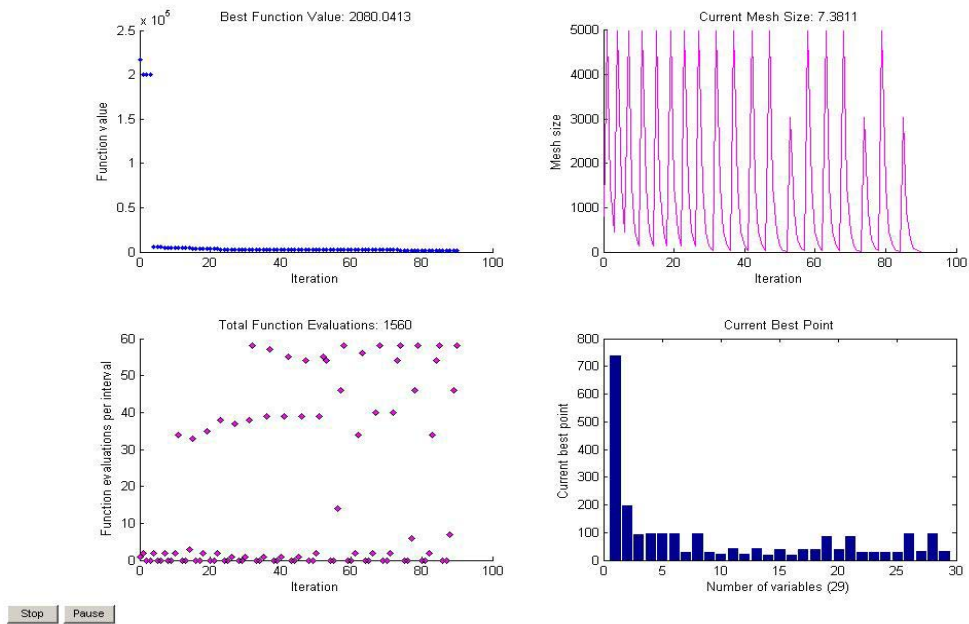 Best Function Value: 2080.0413
x 10^5
2.5
2
1.5
1
0.5
0
0 20 40 60 80 100
Function value
Iteration
Current Mesh Size: 7.3811
5000
4000
3000
2000
1000
0
0 20 40 60 80 100
Mesh size
Iteration
Total Function Evaluations: 1560
60
50
40
30
20
10
0
0 20 40 60 80 100
Function evaluations per interval
Iteration
Current Best Point
800
700
600
500
400
300
200
100
0
0 5 10 15 20 25 30
Current best point
Number of variables (29)
Stop Pause